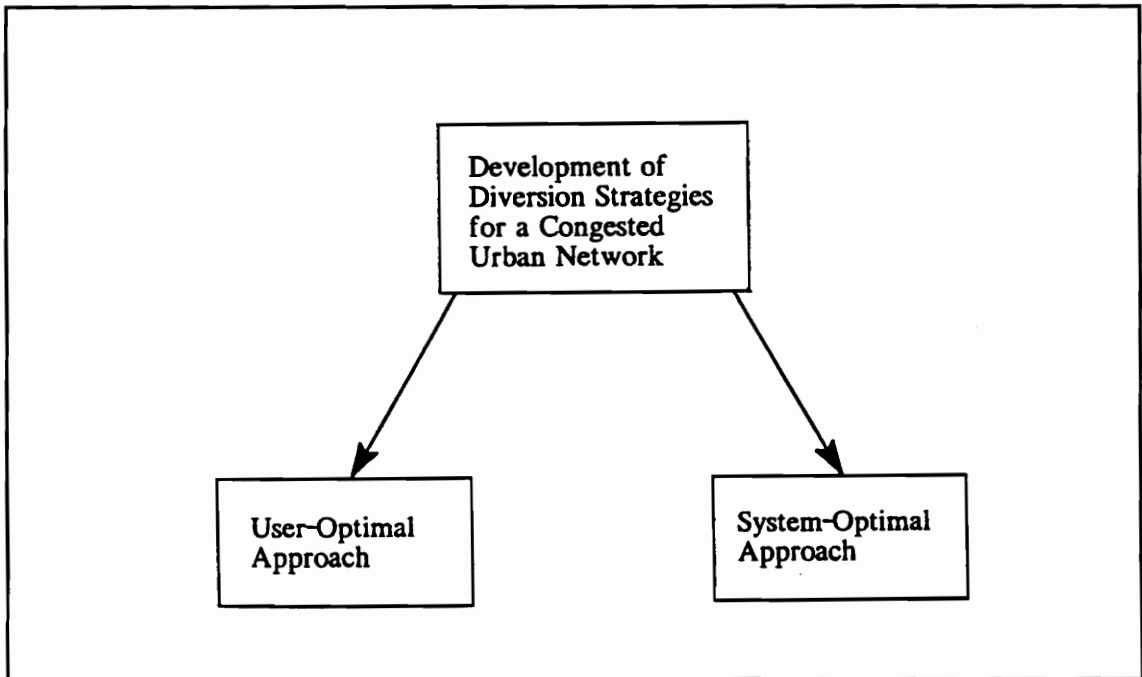 Development of
Diversion Strategies
for a Congested
Urban Network
User-Optimal
Approach
System-Optimal
Approach